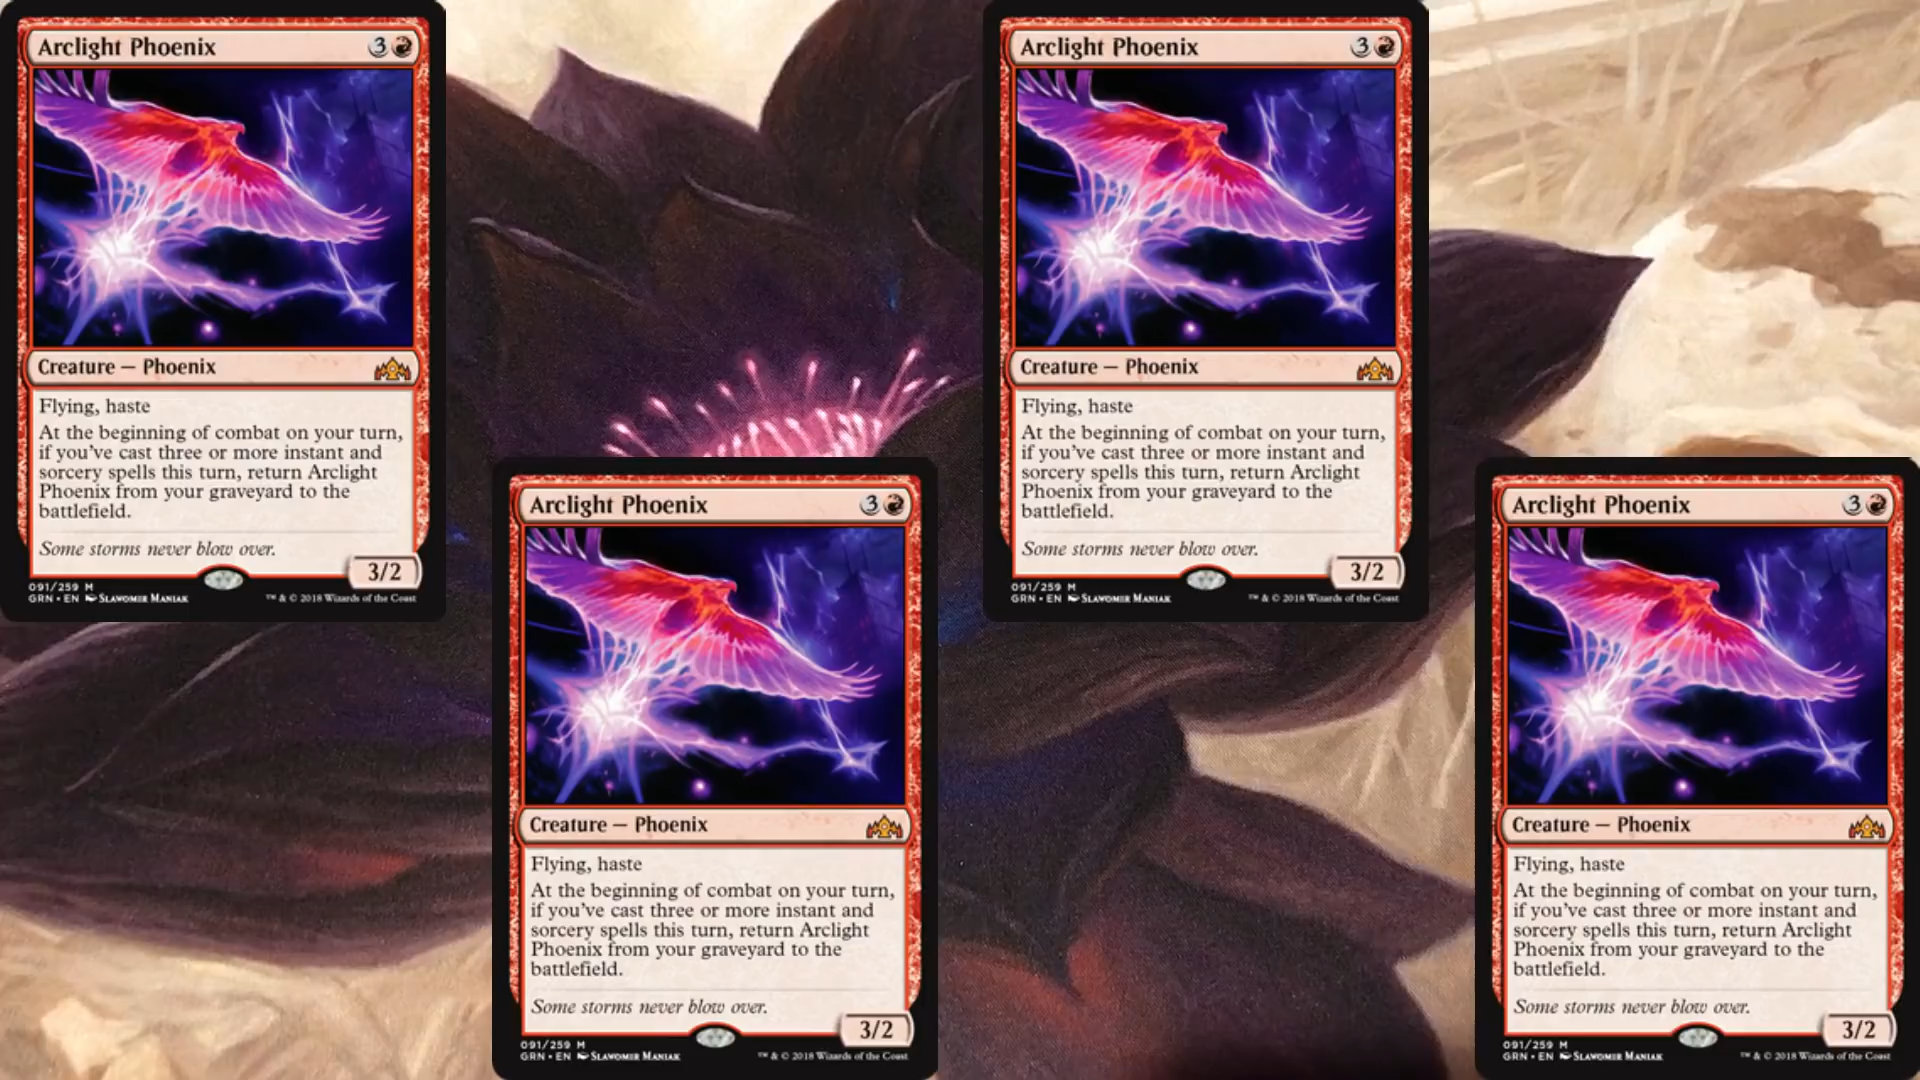 Arclight Phoenix 3
Creature — Phoenix
Flying, haste
At the beginning of combat on your turn,
if you've cast three or more instant and
sorcery spells this turn, return Arclight
Phoenix from your graveyard to the
battlefield.
Some storms never blow over.
3/2
091/259 M
GRN • EN Slawomir Maniak
™ & © 2018 Wizards of the Coast
Arclight Phoenix 3
Creature — Phoenix
Flying, haste
At the beginning of combat on your turn,
if you've cast three or more instant and
sorcery spells this turn, return Arclight
Phoenix from your graveyard to the
battlefield.
Some storms never blow over.
3/2
091/259 M
GRN • EN Slawomir Maniak
™ & © 2018 Wizards of the Coast
Arclight Phoenix 3
Creature — Phoenix
Flying, haste
At the beginning of combat on your turn,
if you've cast three or more instant and
sorcery spells this turn, return Arclight
Phoenix from your graveyard to the
battlefield.
Some storms never blow over.
3/2
091/259 M
GRN • EN Slawomir Maniak
™ & © 2018 Wizards of the Coast
Arclight Phoenix 3
Creature — Phoenix
Flying, haste
At the beginning of combat on your turn,
if you've cast three or more instant and
sorcery spells this turn, return Arclight
Phoenix from your graveyard to the
battlefield.
Some storms never blow over.
3/2
091/259 M
GRN • EN Slawomir Maniak
™ & © 2018 Wizards of the Coast